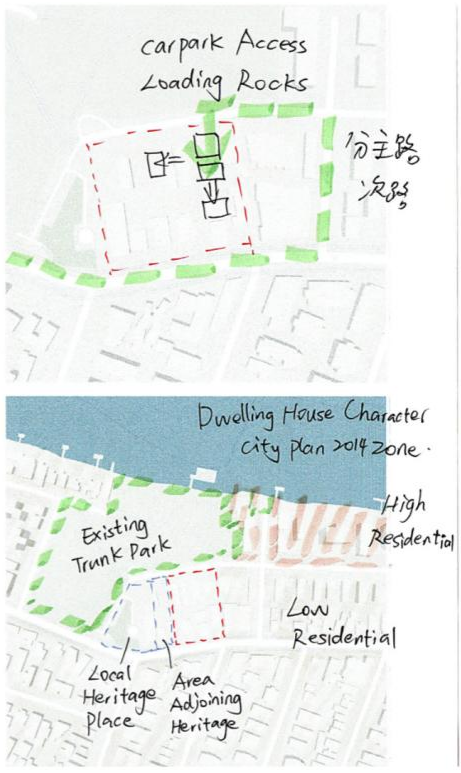 carpark Access
Loading Rocks
分主路
次路
Dwelling House Character
City plan 2014 zone.
High
Residential
Existing
Trunk Park
Low
Residential
Local
Heritage
Place
Area
Adjoining
Heritage